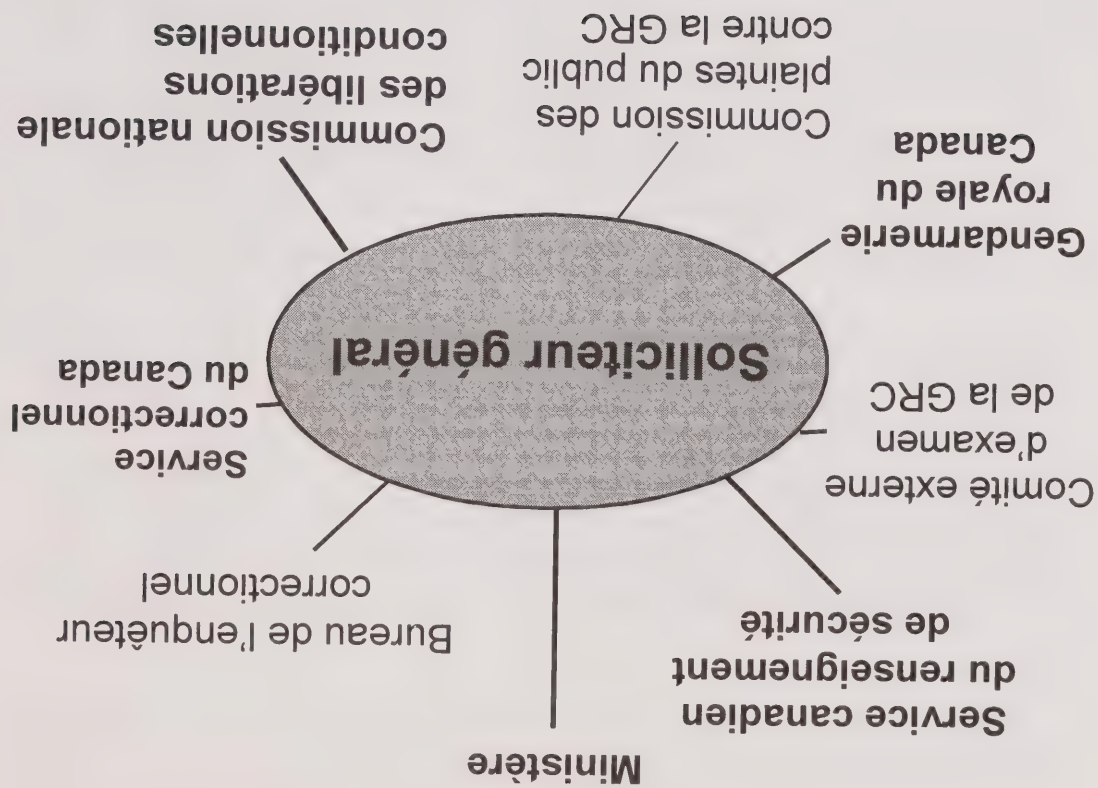 Ministère
Service canadien
du renseignement
de sécurité
Bureau de l'enquêteur
correctionnel
Comité externe
d'examen
de la GRC
Service
correctionnel
du Canada
Solliciteur général
Gendarmerie
royale du
Canada
Commission des
plaintes du public
contre la GRC
Commission nationale
des libérations
conditionnelles